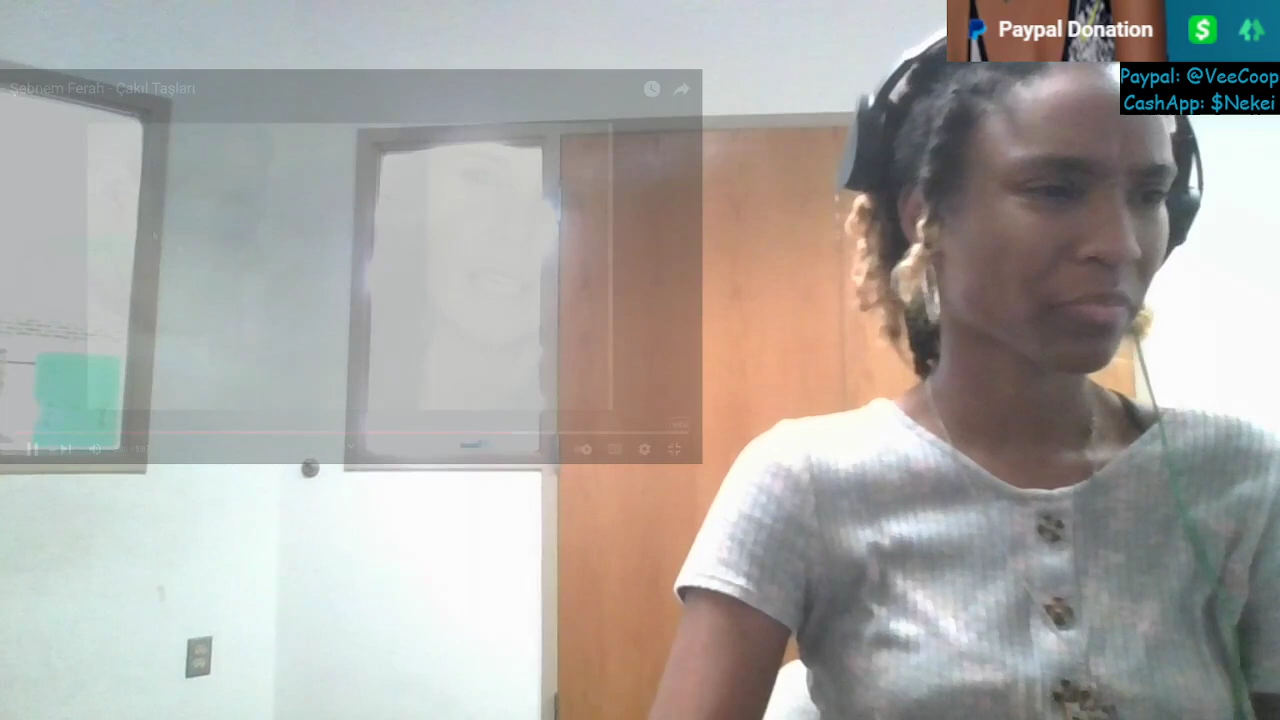 Paypal Donation
Paypal: @VeeCoop
CashApp: $Nekei
Şebnem Ferah - Çakıl Taşları